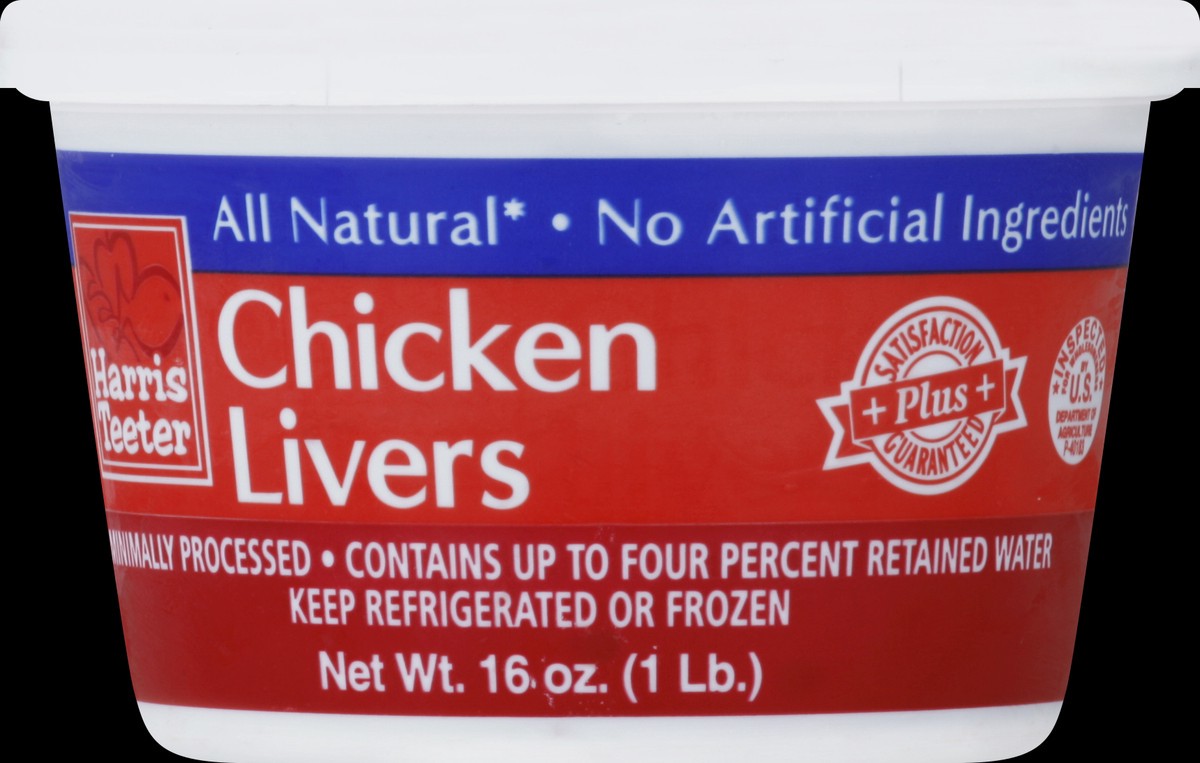 All Natural* • No Artificial Ingredients
Harris
Teeter
Chicken
Livers
SATISFACTION
+ Plus +
GUARANTEED
INSPECTED
U.S.
DEPARTMENT OF
AGRICULTURE
P-40183
MINIMALLY PROCESSED • CONTAINS UP TO FOUR PERCENT RETAINED WATER
KEEP REFRIGERATED OR FROZEN
Net Wt. 16 oz. (1 Lb.)